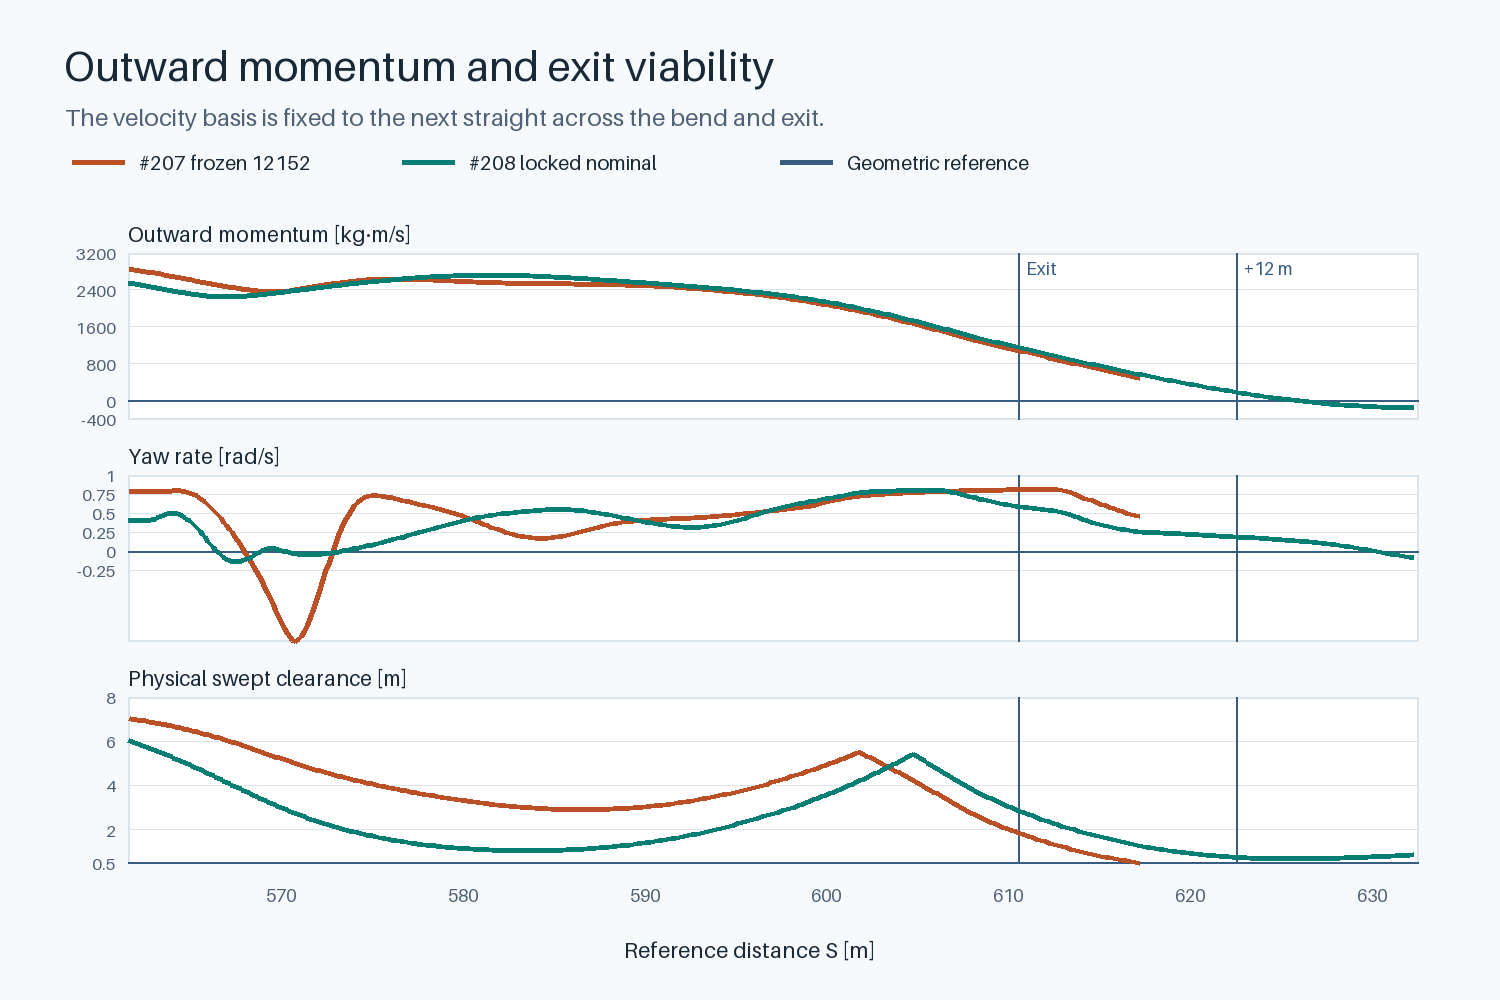 Outward momentum and exit viability
The velocity basis is fixed to the next straight across the bend and exit.
#207 frozen 12152
#208 locked nominal
Geometric reference
Outward momentum [kg·m/s]
3200
2400
1600
800
0
-400
Exit
+12 m
Yaw rate [rad/s]
1
0.75
0.5
0.25
0
-0.25
Physical swept clearance [m]
8
6
4
2
0.5
570 580 590 600 610 620 630
Reference distance S [m]